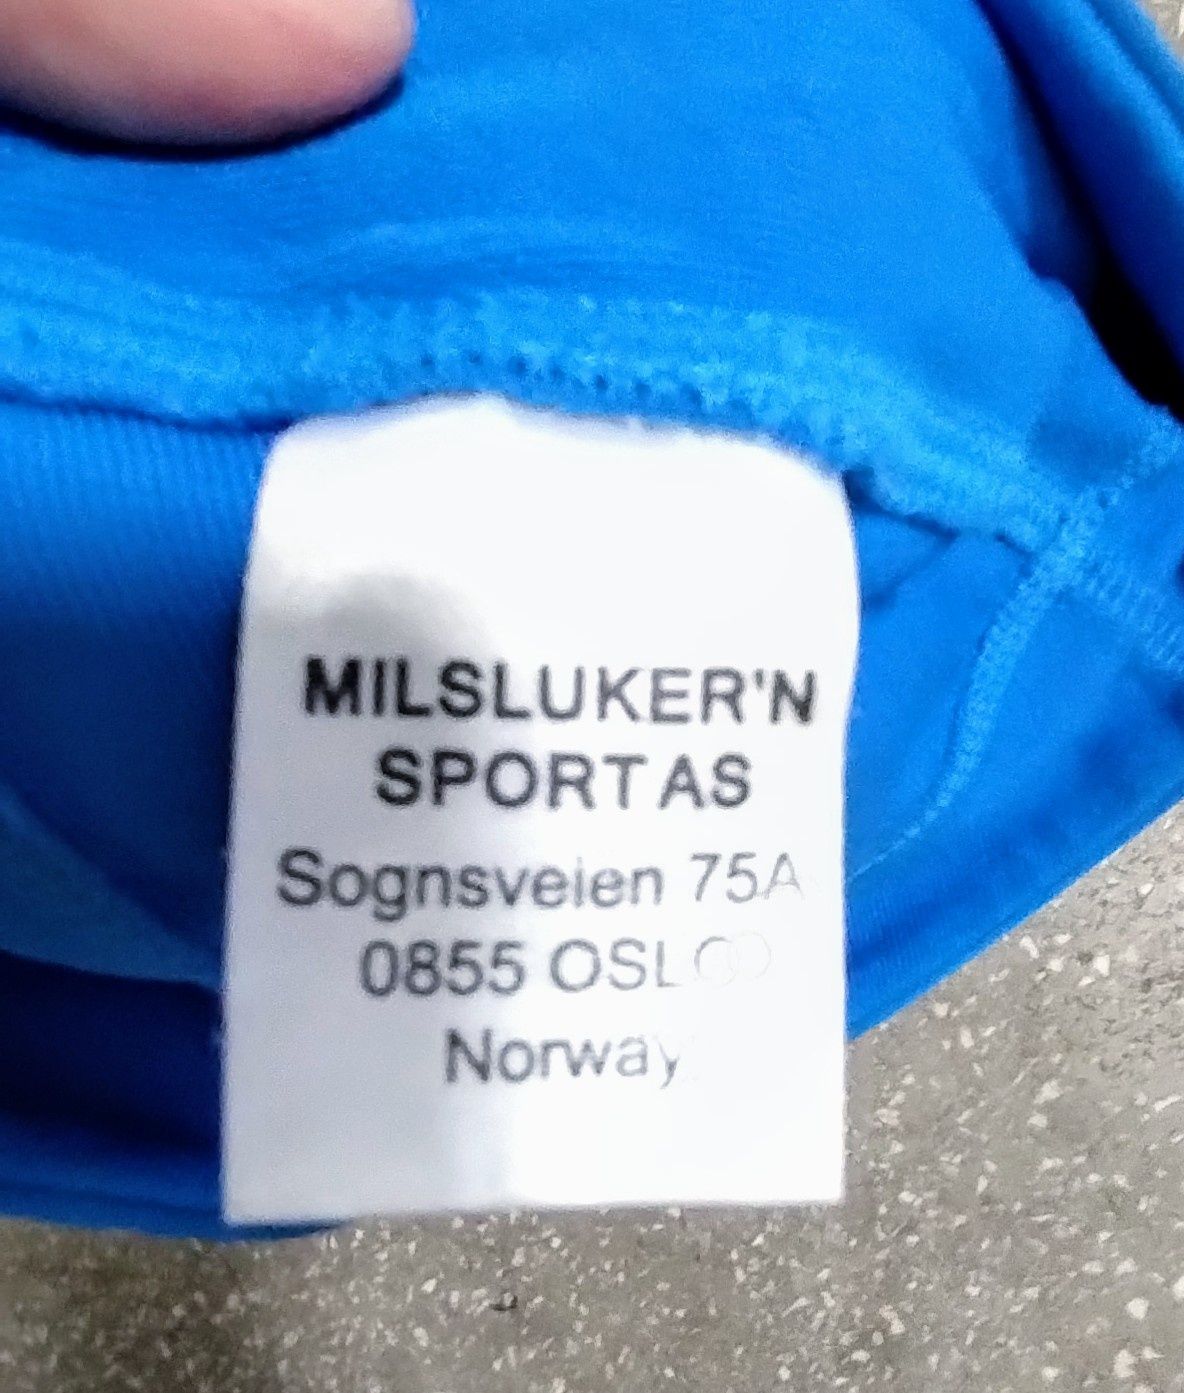 MILSLUKER'N
SPORT AS
Sognsveien 75A
0855 OSLO
Norway